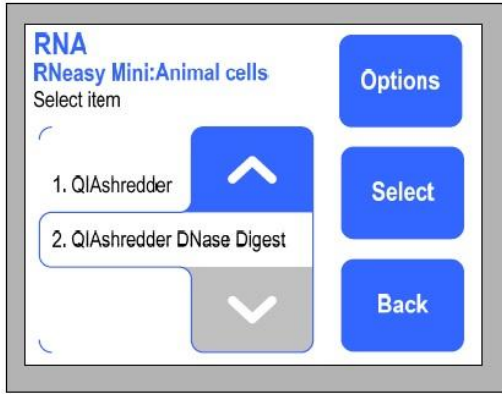 RNA
RNeasy Mini:Animal cells
Select item
Options
1. QIAshredder
Select
2. QIAshredder DNase Digest
Back